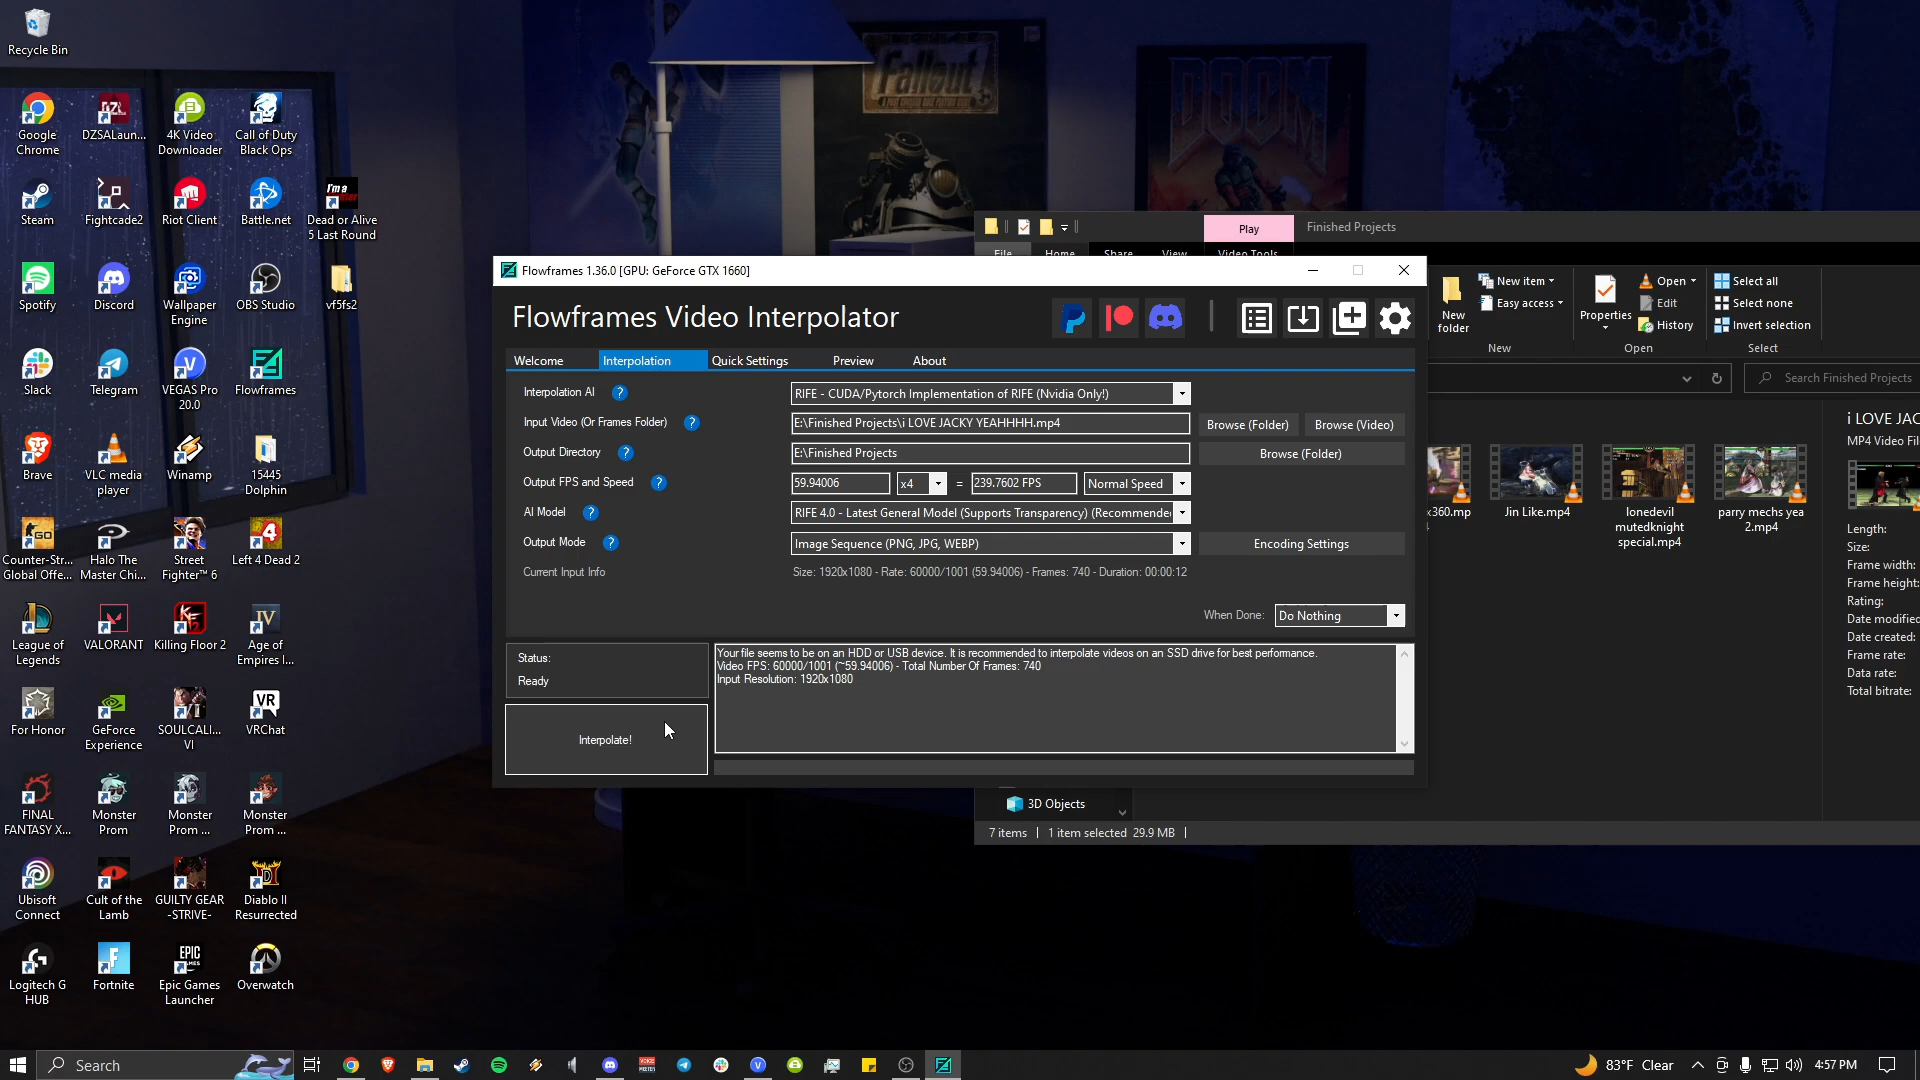 Recycle Bin
Google Chrome
DZSALaun...
4K Video Downloader
Call of Duty Black Ops
Steam
Fightcade2
Riot Client
Battle.net
I'm a
Dead or Alive 5 Last Round
Spotify
Discord
Wallpaper Engine
OBS Studio
vf5fs2
Slack
Telegram
VEGAS Pro 20.0
Flowframes
Brave
VLC media player
Winamp
15445 Dolphin
Counter-Str... Global Offe...
Halo The Master Chi...
Street Fighter™ 6
Left 4 Dead 2
League of Legends
VALORANT
Killing Floor 2
Age of Empires I...
For Honor
GeForce Experience
SOULCALI... VI
VRChat
FINAL FANTASY X...
Monster Prom
Monster Prom ...
Monster Prom ...
Ubisoft Connect
Cult of the Lamb
GUILTY GEAR -STRIVE-
Diablo II Resurrected
Logitech G HUB
Fortnite
Epic Games Launcher
Overwatch
Fallout
DOOM
Play
Finished Projects
File
Home
Share
View
Video Tools
New folder
New item
Easy access
New
Properties
Open
Edit
History
Open
Select all
Select none
Invert selection
Select
Search Finished Projects
x360.mp
4
Jin Like.mp4
lonedevil mutedknight special.mp4
parry mechs yea 2.mp4
i LOVE JAC
MP4 Video Fil
Length:
Size:
Frame width:
Frame height:
Rating:
Date modified
Date created:
Frame rate:
Data rate:
Total bitrate:
3D Objects
7 items
1 item selected 29.9 MB
Flowframes 1.36.0 [GPU: GeForce GTX 1660]
Flowframes Video Interpolator
Welcome
Interpolation
Quick Settings
Preview
About
Interpolation AI ?
RIFE - CUDA/Pytorch Implementation of RIFE (Nvidia Only!)
Input Video (Or Frames Folder) ?
E:\Finished Projects\i LOVE JACKY YEAHHHH.mp4
Browse (Folder)
Browse (Video)
Output Directory ?
E:\Finished Projects
Browse (Folder)
Output FPS and Speed ?
59.94006
x4
=
239.7602 FPS
Normal Speed
AI Model ?
RIFE 4.0 - Latest General Model (Supports Transparency) (Recommende
Output Mode ?
Image Sequence (PNG, JPG, WEBP)
Encoding Settings
Current Input Info
Size: 1920x1080 - Rate: 60000/1001 (59.94006) - Frames: 740 - Duration: 00:00:12
When Done:
Do Nothing
Status:
Ready
Interpolate!
Your file seems to be on an HDD or USB device. It is recommended to interpolate videos on an SSD drive for best performance.
Video FPS: 60000/1001 (~59.94006) - Total Number Of Frames: 740
Input Resolution: 1920x1080
Search
83°F Clear
4:57 PM